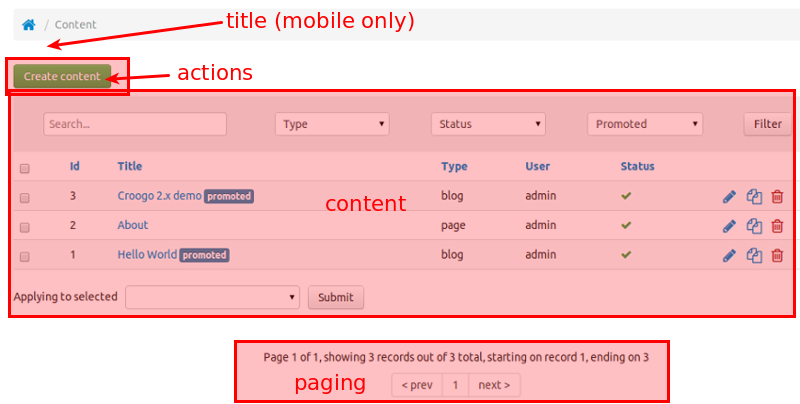 / Content
title (mobile only)
Create content
actions
Search...
Type
Status
Promoted
Filter
Id Title Type User Status
3 Croogo 2.x demo promoted blog admin
content
2 About page admin
1 Hello World promoted blog admin
Applying to selected
Submit
Page 1 of 1, showing 3 records out of 3 total, starting on record 1, ending on 3
paging
< prev 1 next >